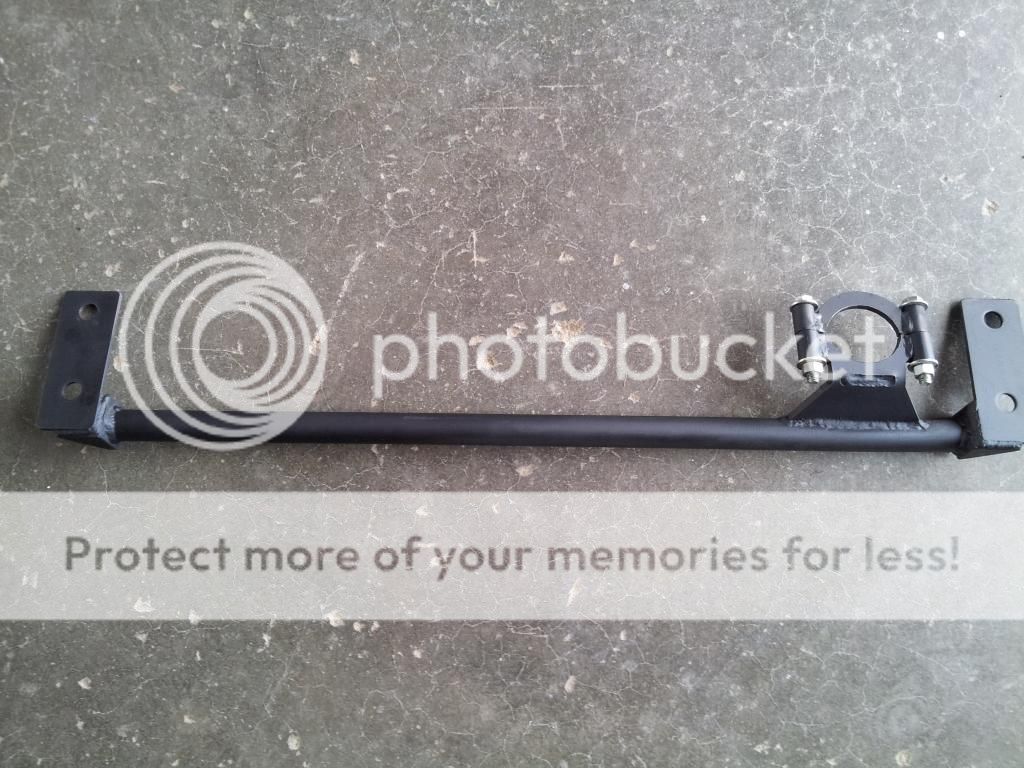 photobucket
Protect more of your memories for less!